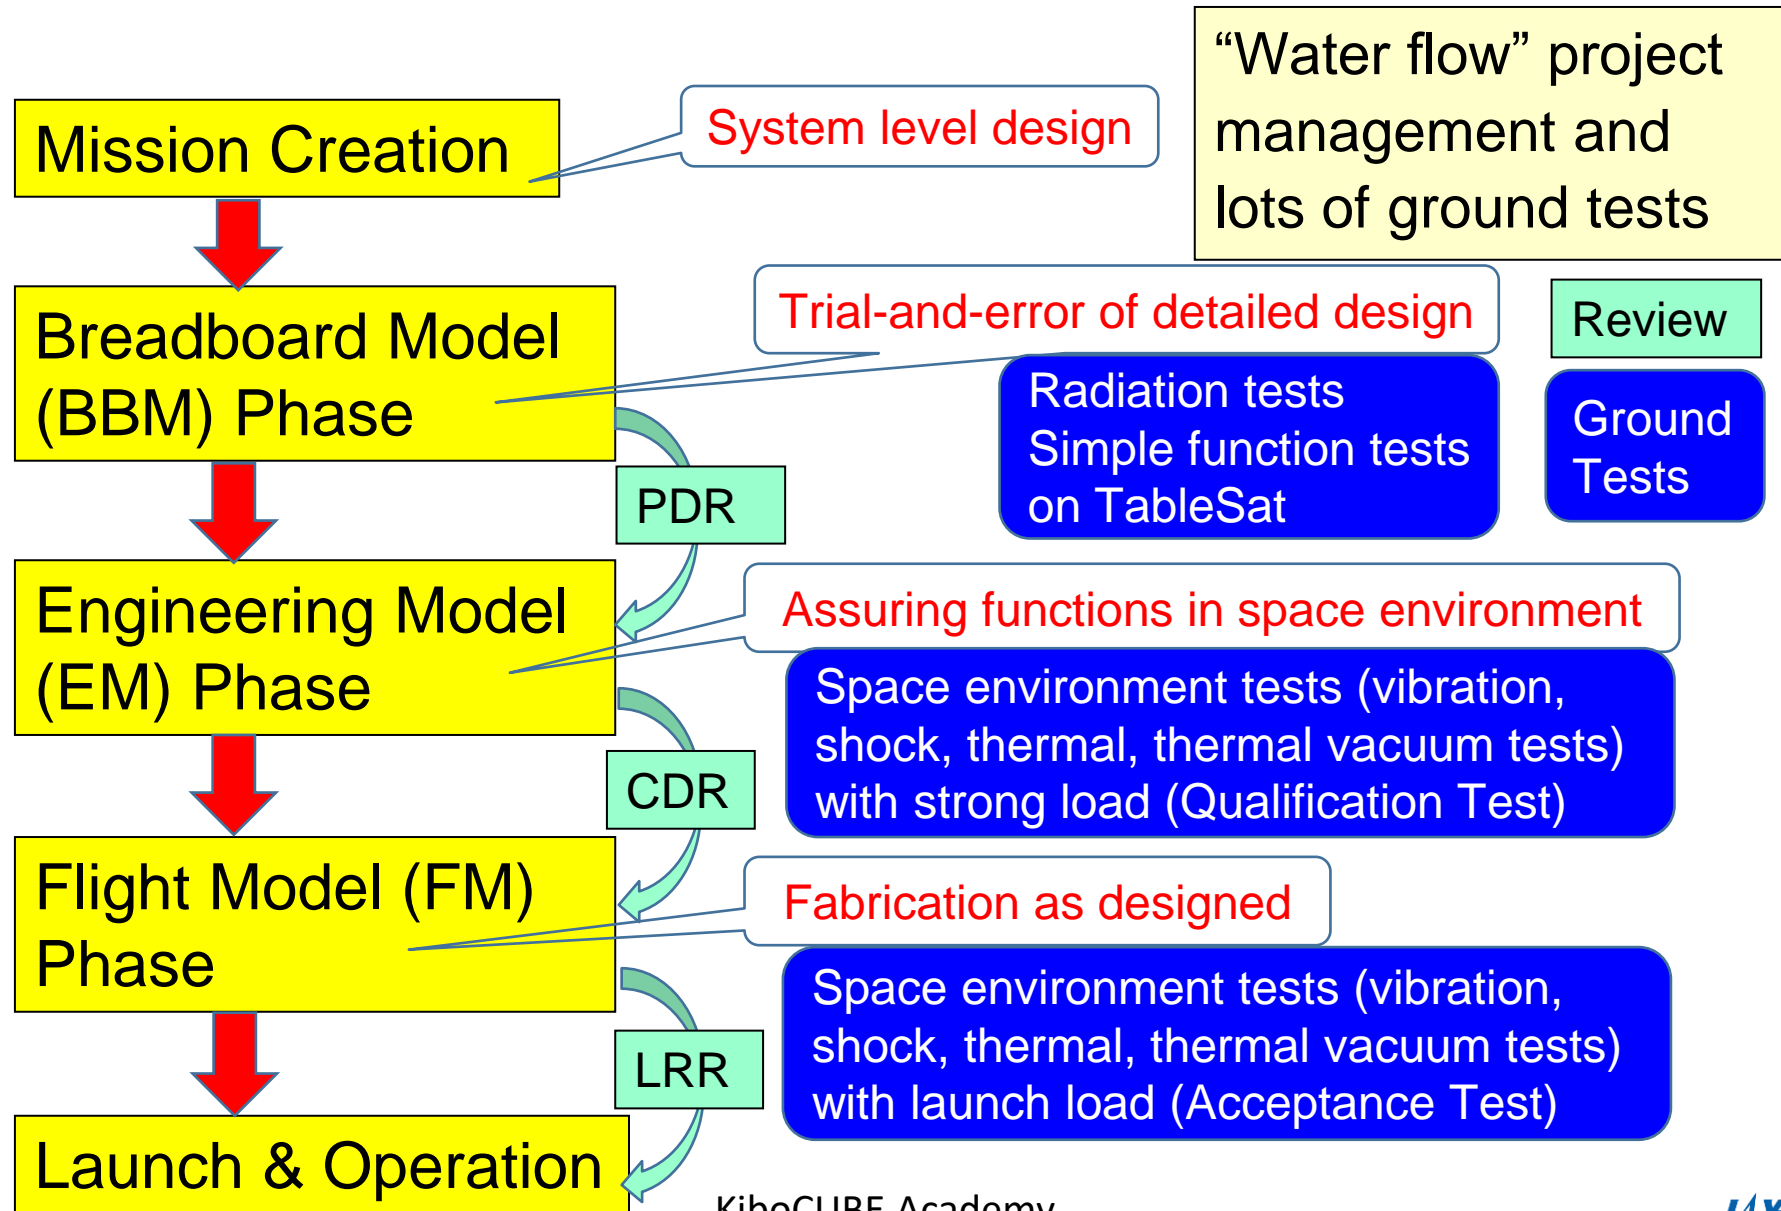 “Water flow” project
management and
lots of ground tests
Mission Creation
System level design
Breadboard Model
(BBM) Phase
Trial-and-error of detailed design
Radiation tests
Simple function tests
on TableSat
Review
Ground
Tests
PDR
Engineering Model
(EM) Phase
Assuring functions in space environment
Space environment tests (vibration,
shock, thermal, thermal vacuum tests)
with strong load (Qualification Test)
CDR
Flight Model (FM)
Phase
Fabrication as designed
Space environment tests (vibration,
shock, thermal, thermal vacuum tests)
with launch load (Acceptance Test)
LRR
Launch & Operation
KiboCUBE Academy